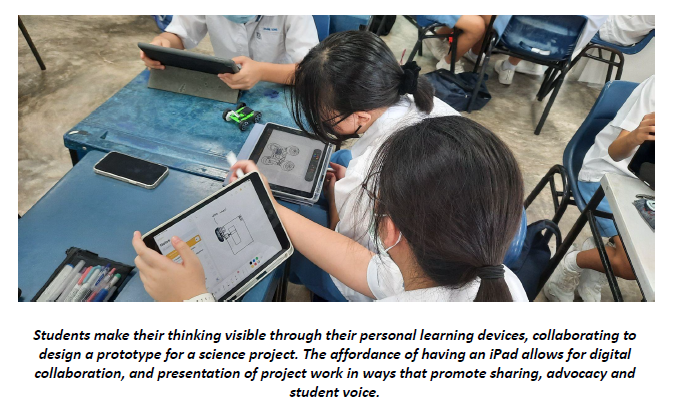 Students make their thinking visible through their personal learning devices, collaborating to
design a prototype for a science project. The affordance of having an iPad allows for digital
collaboration, and presentation of project work in ways that promote sharing, advocacy and
student voice.